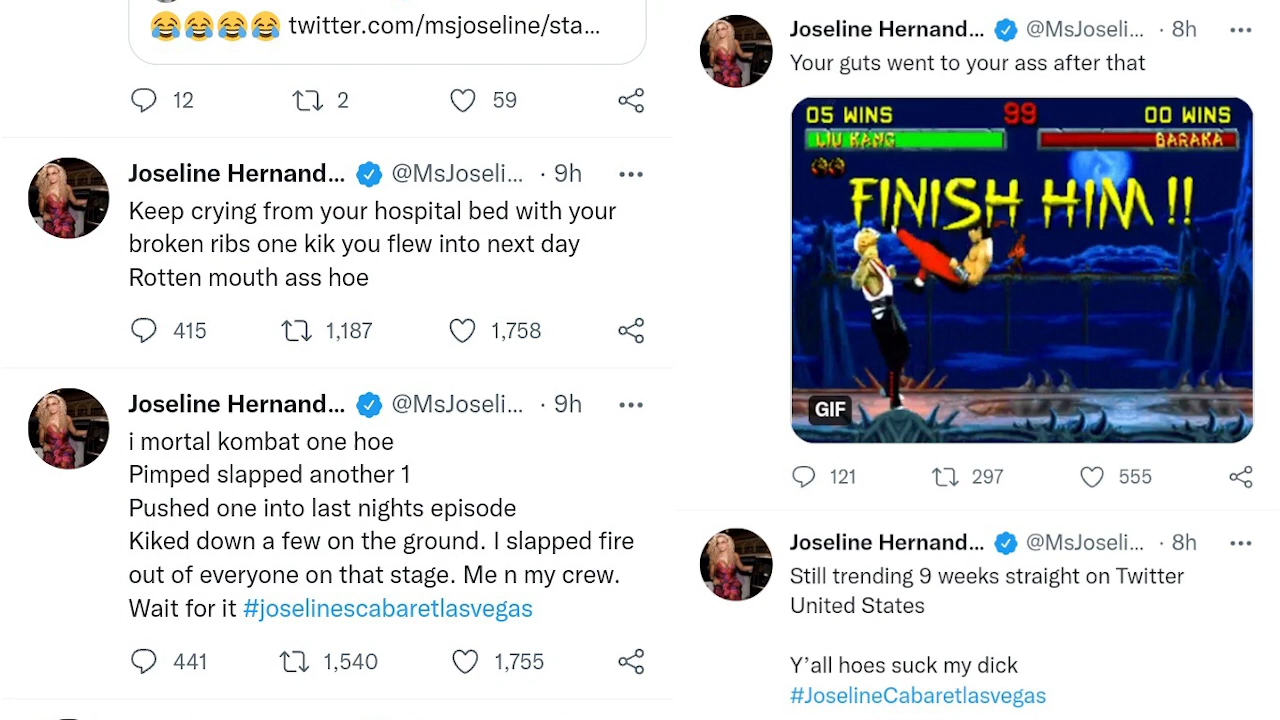 😂😂😂😂 twitter.com/msjoseline/sta...
12 2 59
Joseline Hernand... @MsJoseli... · 9h
Keep crying from your hospital bed with your
broken ribs one kik you flew into next day
Rotten mouth ass hoe
415 1,187 1,758
Joseline Hernand... @MsJoseli... · 9h
i mortal kombat one hoe
Pimped slapped another 1
Pushed one into last nights episode
Kiked down a few on the ground. I slapped fire
out of everyone on that stage. Me n my crew.
Wait for it #joselinescabaretlasvegas
441 1,540 1,755
Joseline Hernand... @MsJoseli... · 8h
Your guts went to your ass after that
05 WINS 99 00 WINS
LIU KANG BARAKA
FINISH HIM!!
GIF
121 297 555
Joseline Hernand... @MsJoseli... · 8h
Still trending 9 weeks straight on Twitter
United States
Y’all hoes suck my dick
#JoselineCabaretlasvegas